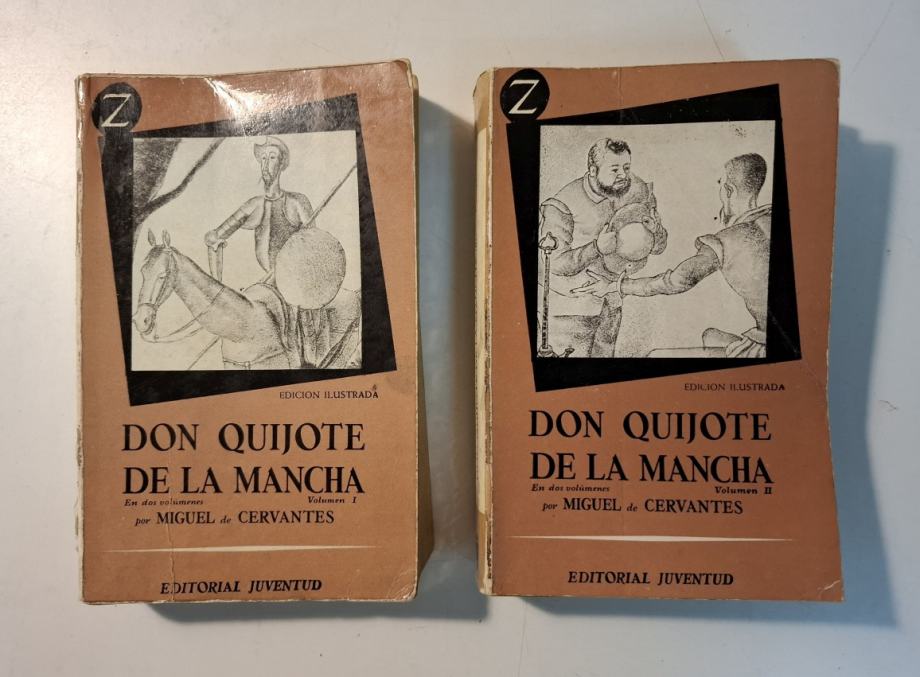 Z
EDICION ILUSTRADA
DON QUIJOTE
DE LA MANCHA
En dos volúmenes Volumen I
por MIGUEL de CERVANTES
EDITORIAL JUVENTUD
Z
EDICION ILUSTRADA
DON QUIJOTE
DE LA MANCHA
En dos volúmenes Volumen II
por MIGUEL de CERVANTES
EDITORIAL JUVENTUD